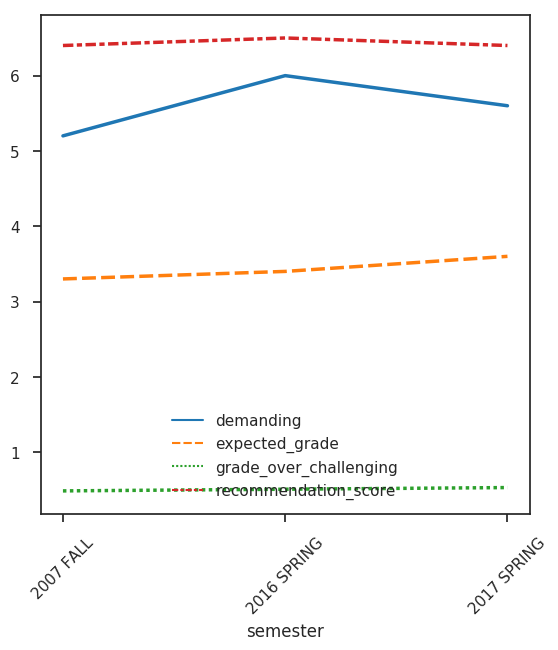 6
5
4
3
2
1
demanding
expected_grade
grade_over_challenging
recommendation_score
2007 FALL
2016 SPRING
2017 SPRING
semester